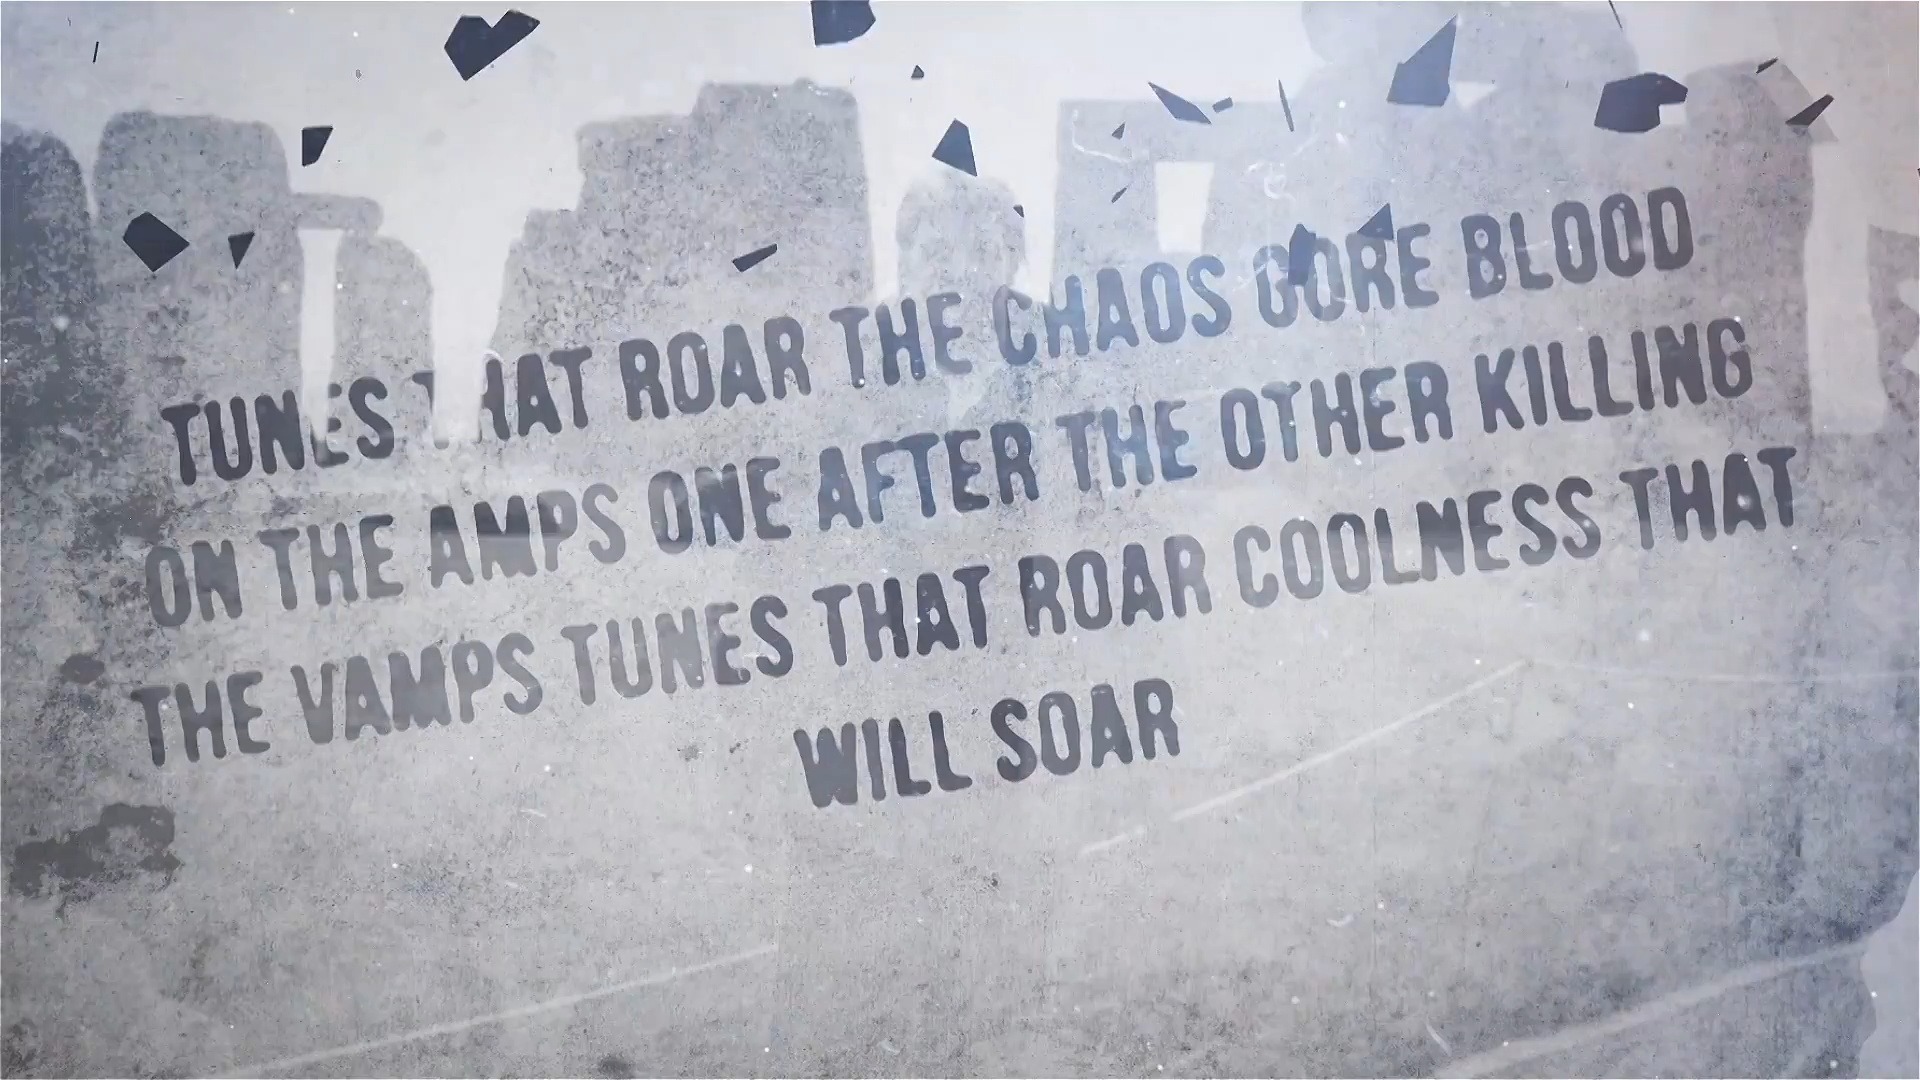 TUNES THAT ROAR THE CHAOS GORE BLOOD
ON THE AMPS ONE AFTER THE OTHER KILLING
THE VAMPS TUNES THAT ROAR COOLNESS THAT
WILL SOAR